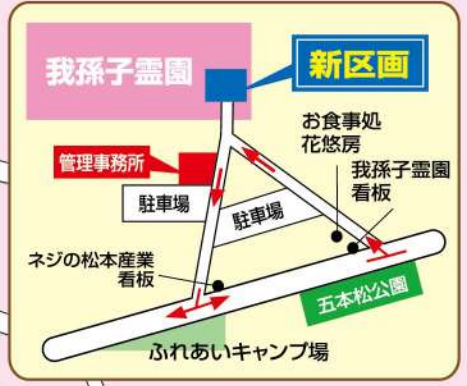 我孫子霊園
新区画
お食事処
花悠房
我孫子霊園
看板
管理事務所
駐車場
駐車場
ネジの松本産業
看板
五本松公園
ふれあいキャンプ場